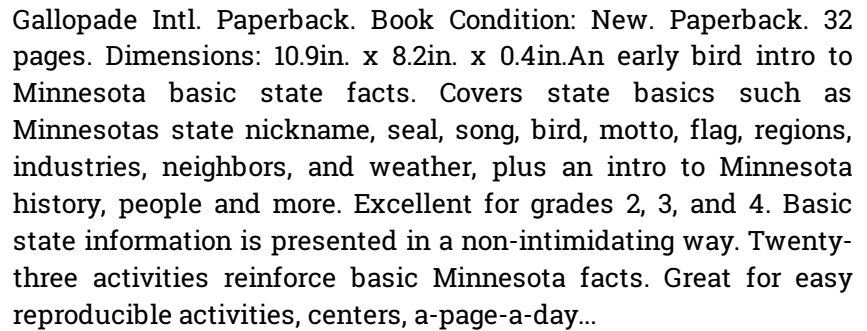 Gallopade Intl. Paperback. Book Condition: New. Paperback. 32
pages. Dimensions: 10.9in. x 8.2in. x 0.4in.An early bird intro to
Minnesota basic state facts. Covers state basics such as
Minnesotas state nickname, seal, song, bird, motto, flag, regions,
industries, neighbors, and weather, plus an intro to Minnesota
history, people and more. Excellent for grades 2, 3, and 4. Basic
state information is presented in a non-intimidating way. Twenty-
three activities reinforce basic Minnesota facts. Great for easy
reproducible activities, centers, a-page-a-day...